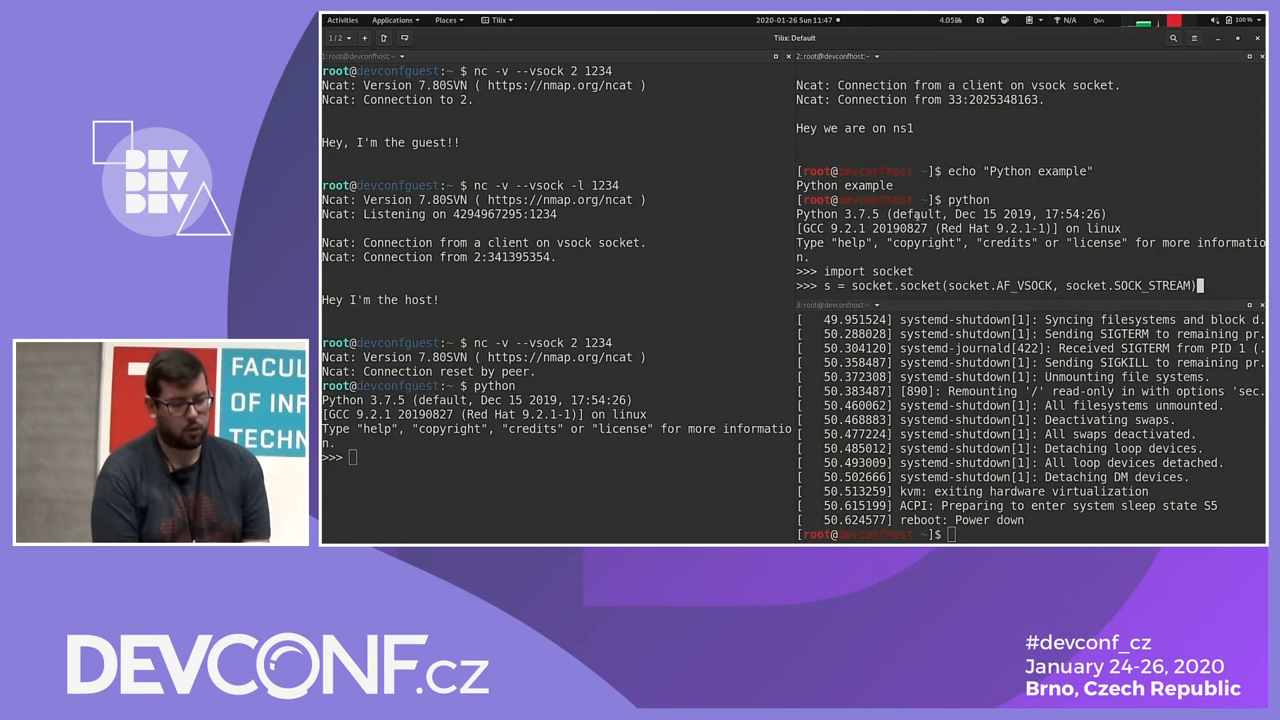 Activities Applications Places Tilix 2020-01-26 Sun 11:47 4.05% N/A 100 %
1 / 2 Tilix: Default
1: root@devconfhost:~
root@devconfguest:~ $ nc -v --vsock 2 1234
Ncat: Version 7.80SVN ( https://nmap.org/ncat )
Ncat: Connection to 2.
Hey, I'm the guest!!
root@devconfguest:~ $ nc -v --vsock -l 1234
Ncat: Version 7.80SVN ( https://nmap.org/ncat )
Ncat: Listening on 4294967295:1234
Ncat: Connection from a client on vsock socket.
Ncat: Connection from 2:341395354.
Hey I'm the host!
root@devconfguest:~ $ nc -v --vsock 2 1234
Ncat: Version 7.80SVN ( https://nmap.org/ncat )
Ncat: Connection reset by peer.
root@devconfguest:~ $ python
Python 3.7.5 (default, Dec 15 2019, 17:54:26)
[GCC 9.2.1 20190827 (Red Hat 9.2.1-1)] on linux
Type "help", "copyright", "credits" or "license" for more informatio
n.
>>>
2: root@devconfhost:~
Ncat: Connection from a client on vsock socket.
Ncat: Connection from 33:2025348163.
Hey we are on ns1
[root@devconfhost ~]$ echo "Python example"
Python example
[root@devconfhost ~]$ python
Python 3.7.5 (default, Dec 15 2019, 17:54:26)
[GCC 9.2.1 20190827 (Red Hat 9.2.1-1)] on linux
Type "help", "copyright", "credits" or "license" for more informatio
n.
>>> import socket
>>> s = socket.socket(socket.AF_VSOCK, socket.SOCK_STREAM)
3: root@devconfhost:~
[ 49.951524] systemd-shutdown[1]: Syncing filesystems and block d.
[ 50.288028] systemd-shutdown[1]: Sending SIGTERM to remaining pr.
[ 50.304120] systemd-journald[422]: Received SIGTERM from PID 1 (.
[ 50.358487] systemd-shutdown[1]: Sending SIGKILL to remaining pr.
[ 50.372308] systemd-shutdown[1]: Unmounting file systems.
[ 50.383487] [890]: Remounting '/' read-only in with options 'sec.
[ 50.460062] systemd-shutdown[1]: All filesystems unmounted.
[ 50.468883] systemd-shutdown[1]: Deactivating swaps.
[ 50.477224] systemd-shutdown[1]: All swaps deactivated.
[ 50.485012] systemd-shutdown[1]: Detaching loop devices.
[ 50.493009] systemd-shutdown[1]: All loop devices detached.
[ 50.502666] systemd-shutdown[1]: Detaching DM devices.
[ 50.513259] kvm: exiting hardware virtualization
[ 50.615199] ACPI: Preparing to enter system sleep state S5
[ 50.624577] reboot: Power down
[root@devconfhost ~]$
DEV
DEV
FACUL
OF INF
TECHN
DEVCONF.CZ
#devconf_cz
January 24-26, 2020
Brno, Czech Republic